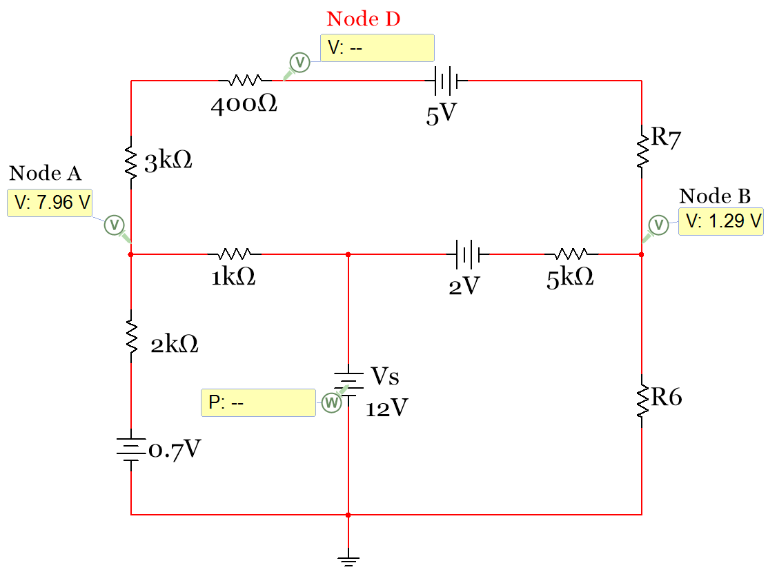 Node D
V: --
400Ω
5V
R7
3kΩ
Node A
V: 7.96 V
V
V
Node B
V: 1.29 V
V
1kΩ
2V
5kΩ
2kΩ
Vs
12V
P: --
W
R6
0.7V